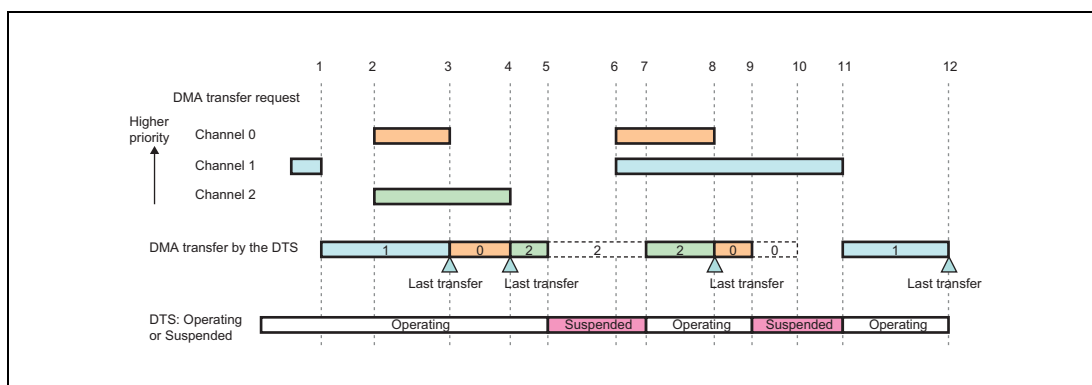 1 2 3 4 5 6 7 8 9 10 11 12
DMA transfer request
Higher
priority
Channel 0
Channel 1
Channel 2
DMA transfer by the DTS
1 0 2 2 2 0 0 1
Last transfer Last transfer Last transfer Last transfer
DTS: Operating
or Suspended
Operating Suspended Operating Suspended Operating